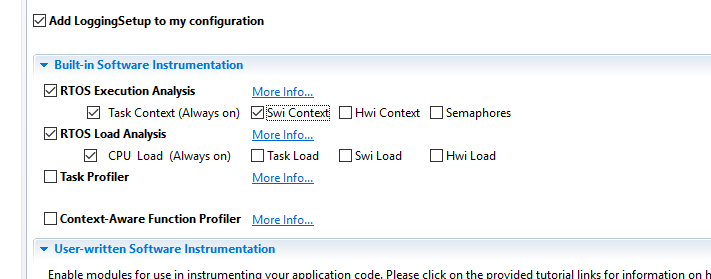 Add LoggingSetup to my configuration
Built-in Software Instrumentation
RTOS Execution Analysis More Info...
Task Context (Always on) Swi Context Hwi Context Semaphores
RTOS Load Analysis More Info...
CPU Load (Always on) Task Load Swi Load Hwi Load
Task Profiler More Info...
Context-Aware Function Profiler More Info...
User-written Software Instrumentation
Enable modules for use in instrumenting your application code. Please click on the provided tutorial links for information on h